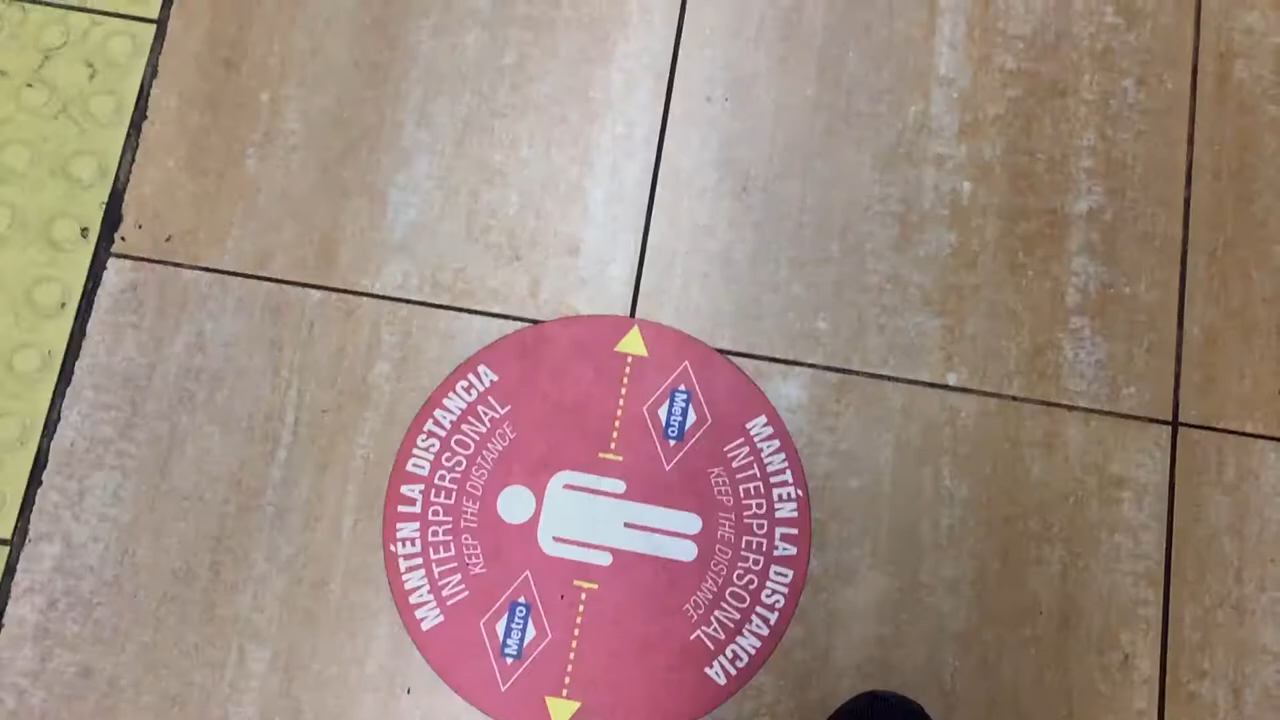 MANTÉN LA DISTANCIA
INTERPERSONAL
KEEP THE DISTANCE
Metro
Metro
MANTÉN LA DISTANCIA
INTERPERSONAL
KEEP THE DISTANCE